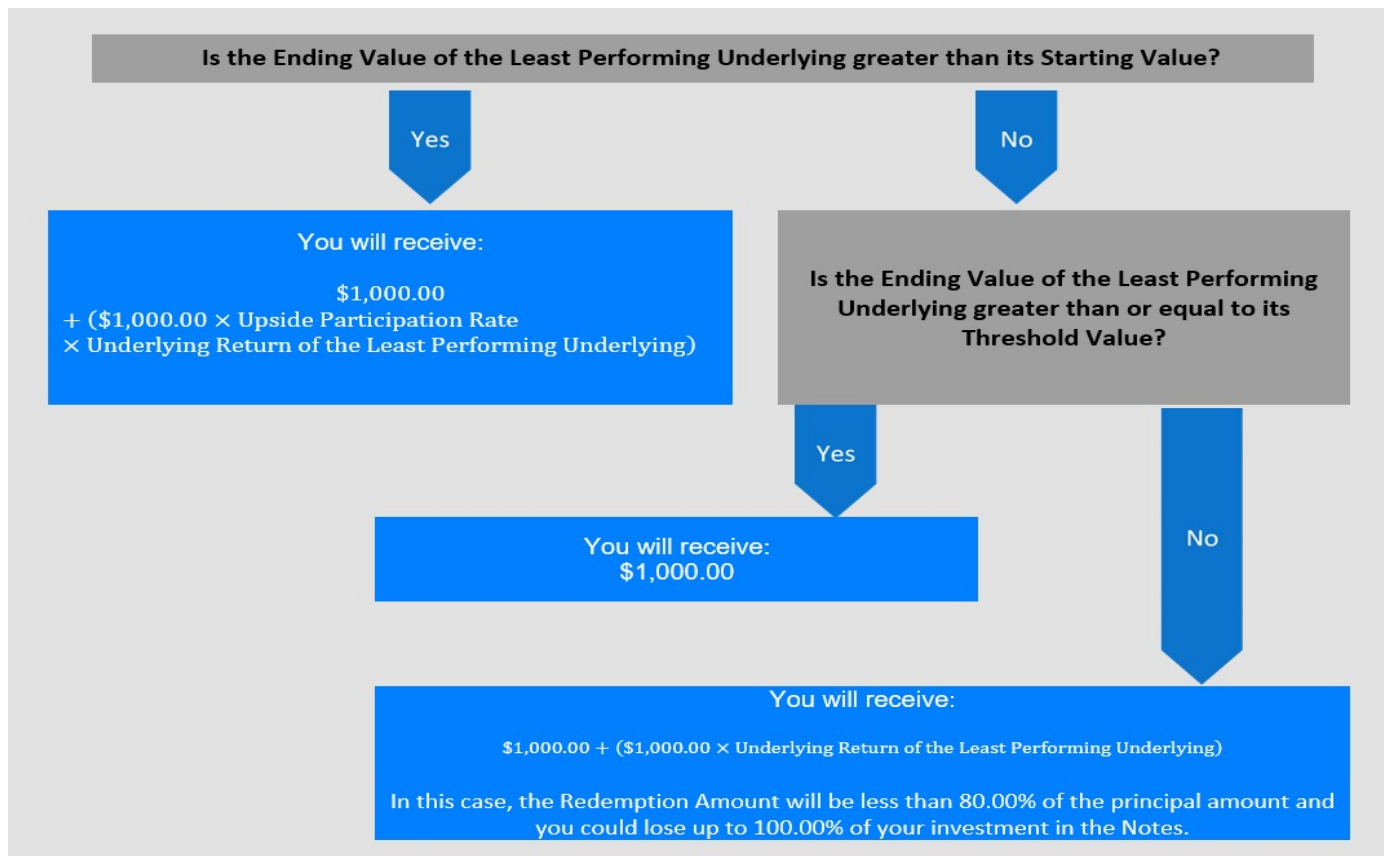 Is the Ending Value of the Least Performing Underlying greater than its Starting Value?
Yes
No
You will receive:
$1,000.00
+ ($1,000.00 × Upside Participation Rate
× Underlying Return of the Least Performing Underlying)
Is the Ending Value of the Least Performing
Underlying greater than or equal to its
Threshold Value?
Yes
No
You will receive:
$1,000.00
You will receive:
$1,000.00 + ($1,000.00 × Underlying Return of the Least Performing Underlying)
In this case, the Redemption Amount will be less than 80.00% of the principal amount and
you could lose up to 100.00% of your investment in the Notes.